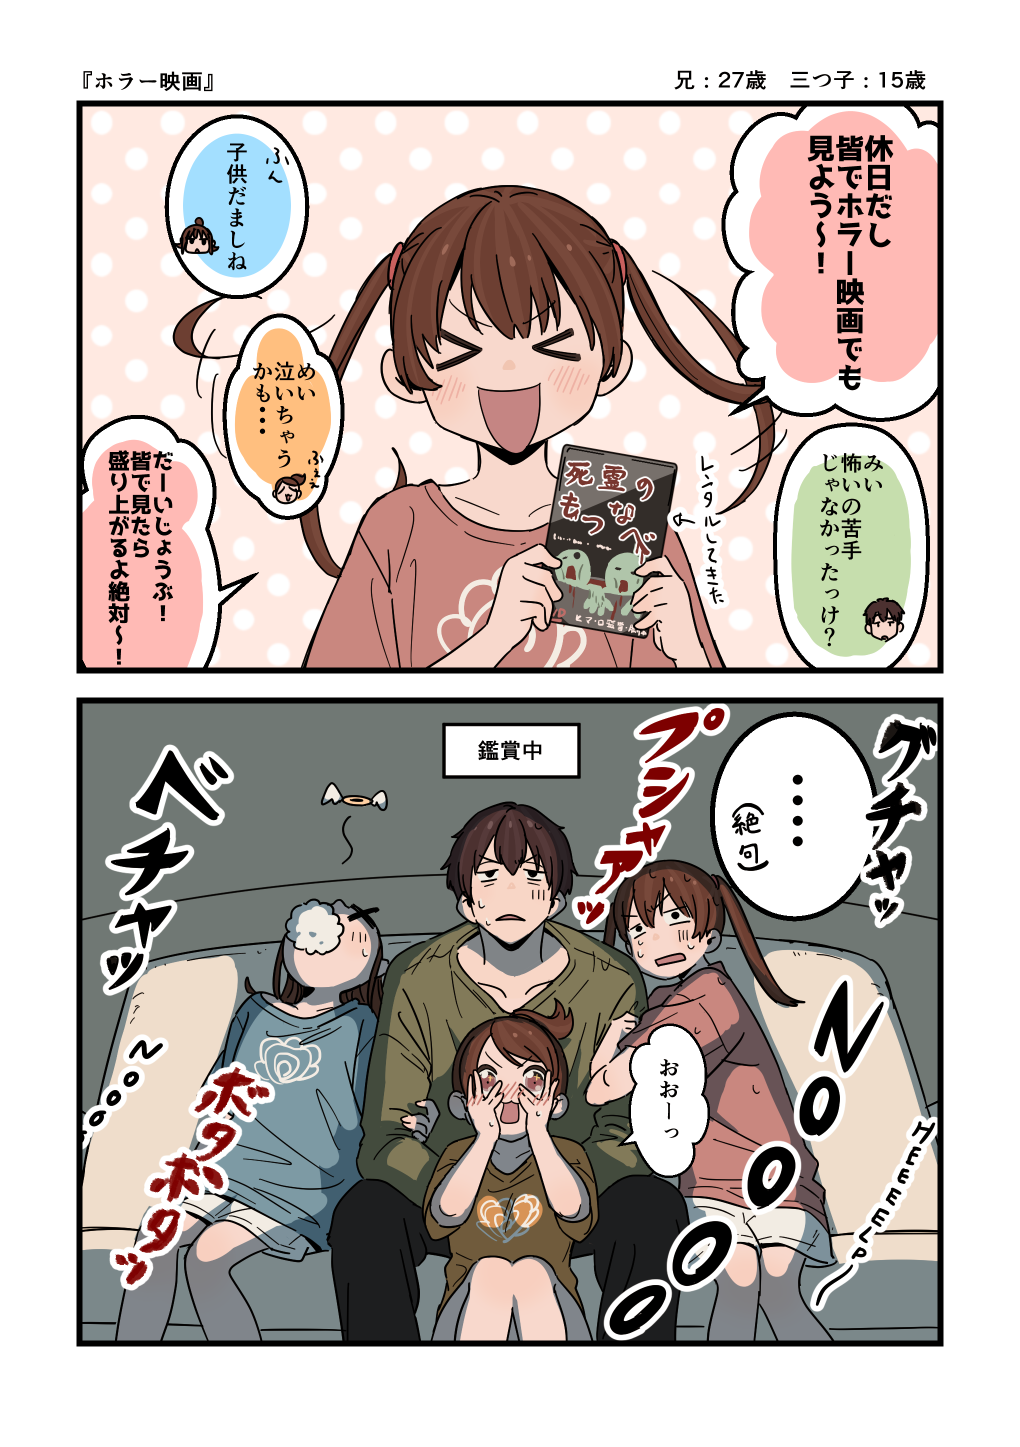 『ホラー映画』
兄：27歳　三つ子：15歳
休日だし
皆でホラー映画でも
見よう〜！
みい
怖いの苦手
じゃなかったっけ？
レンタルしてきた
死霊の
もつ
なべ
ふん
子供だましね
めい
泣いちゃう
かも・・・
ふぇぇ
だーいじょうぶ！
皆で見たら
盛り上がるよ絶対〜！
鑑賞中
グチャッ
・・・・
(絶句)
プシャアッ
ベチャッ
おおーっ
NOOOOO
HEEEEELP
NOO
ボタボタッ